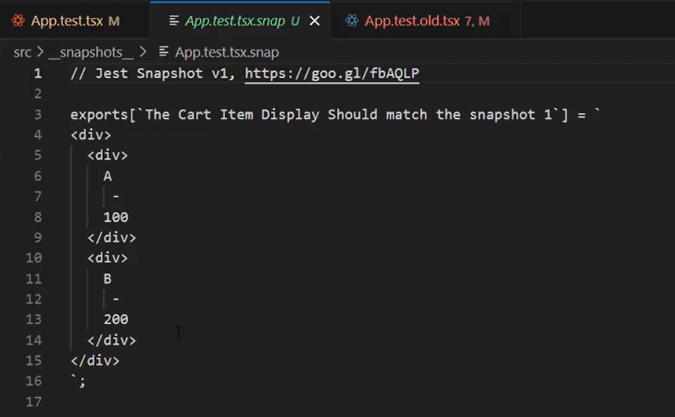 App.test.tsx M
App.test.tsx.snap U
App.test.old.tsx 7, M
src > __snapshots__ > App.test.tsx.snap
1 // Jest Snapshot v1, https://goo.gl/fbAQLP
2
3 exports[`The Cart Item Display Should match the snapshot 1`] = `
4 <div>
5   <div>
6     A
7      -
8     100
9   </div>
10   <div>
11     B
12      -
13     200
14   </div>
15 </div>
16 `;
17